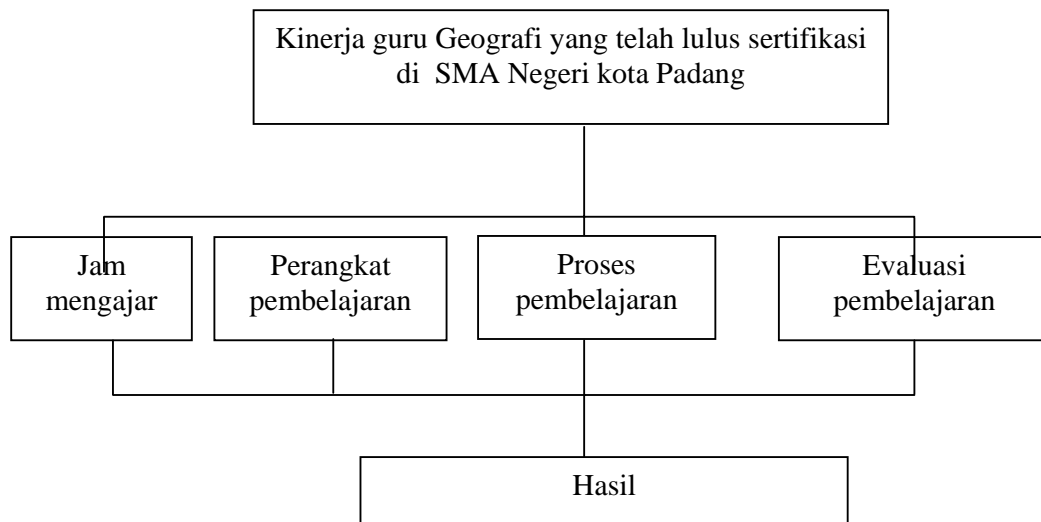 Kinerja guru Geografi yang telah lulus sertifikasi
di SMA Negeri kota Padang
Jam
mengajar
Perangkat
pembelajaran
Proses
pembelajaran
Evaluasi
pembelajaran
Hasil